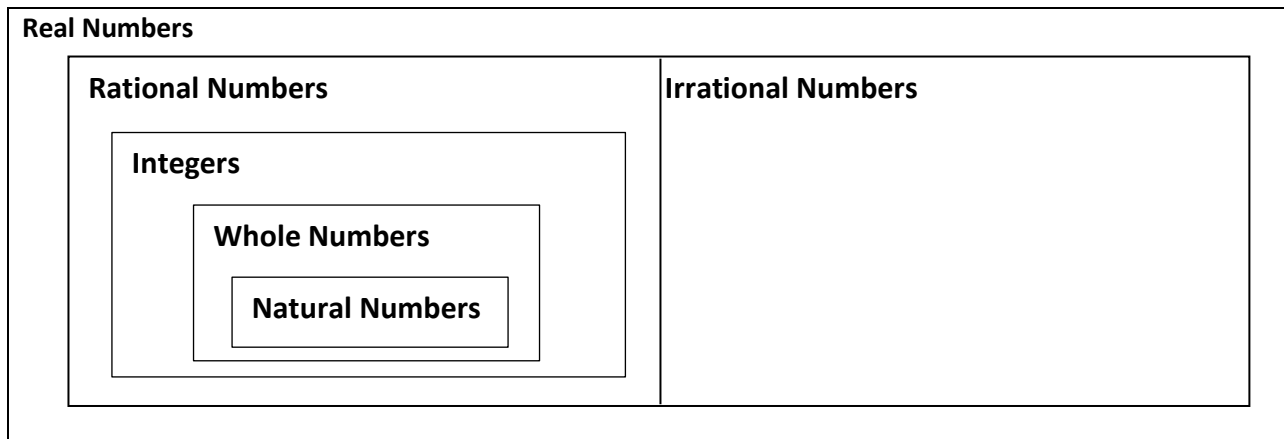 Real Numbers
Rational Numbers
Irrational Numbers
Integers
Whole Numbers
Natural Numbers